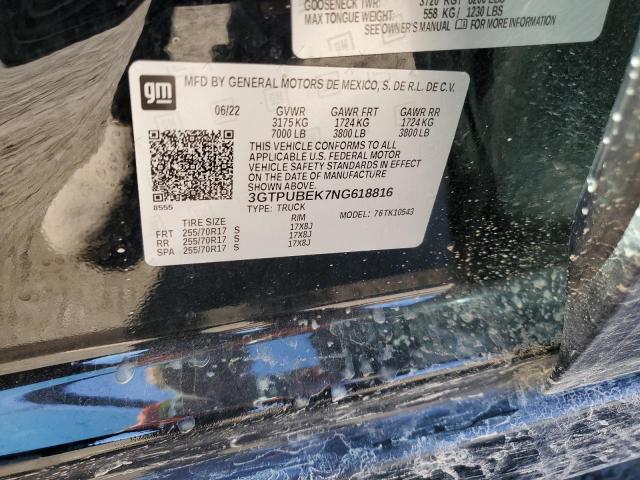 GOOSENECK TWR: 3720 KG / 8200 LBS
MAX TONGUE WEIGHT: 558 KG / 1230 LBS
SEE OWNER'S MANUAL FOR MORE INFORMATION
gm
MFD BY GENERAL MOTORS DE MEXICO, S. DE R.L. DE C.V.
06/22 GVWR GAWR FRT GAWR RR
3175 KG 1724 KG 1724 KG
7000 LB 3800 LB 3800 LB
THIS VEHICLE CONFORMS TO ALL
APPLICABLE U.S. FEDERAL MOTOR
VEHICLE SAFETY STANDARDS IN EFFECT
ON THE DATE OF MANUFACTURE SHOWN ABOVE.
3GTPUBEK7NG618816
8555
TYPE: TRUCK MODEL: 76TK10543
TIRE SIZE RIM
FRT 255/70R17 S 17X8J
RR 255/70R17 S 17X8J
SPA 255/70R17 S 17X8J